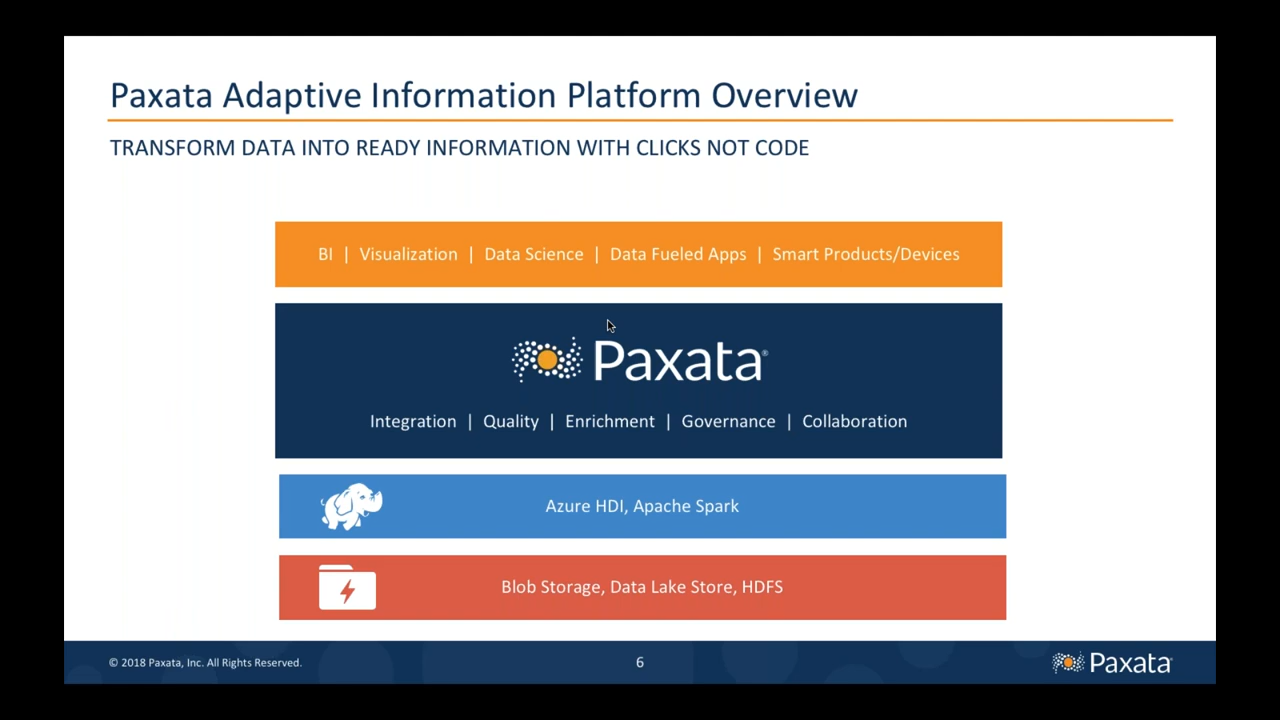 Paxata Adaptive Information Platform Overview
TRANSFORM DATA INTO READY INFORMATION WITH CLICKS NOT CODE
BI | Visualization | Data Science | Data Fueled Apps | Smart Products/Devices
Paxata®
Integration | Quality | Enrichment | Governance | Collaboration
Azure HDI, Apache Spark
Blob Storage, Data Lake Store, HDFS
© 2018 Paxata, Inc. All Rights Reserved.
6
Paxata